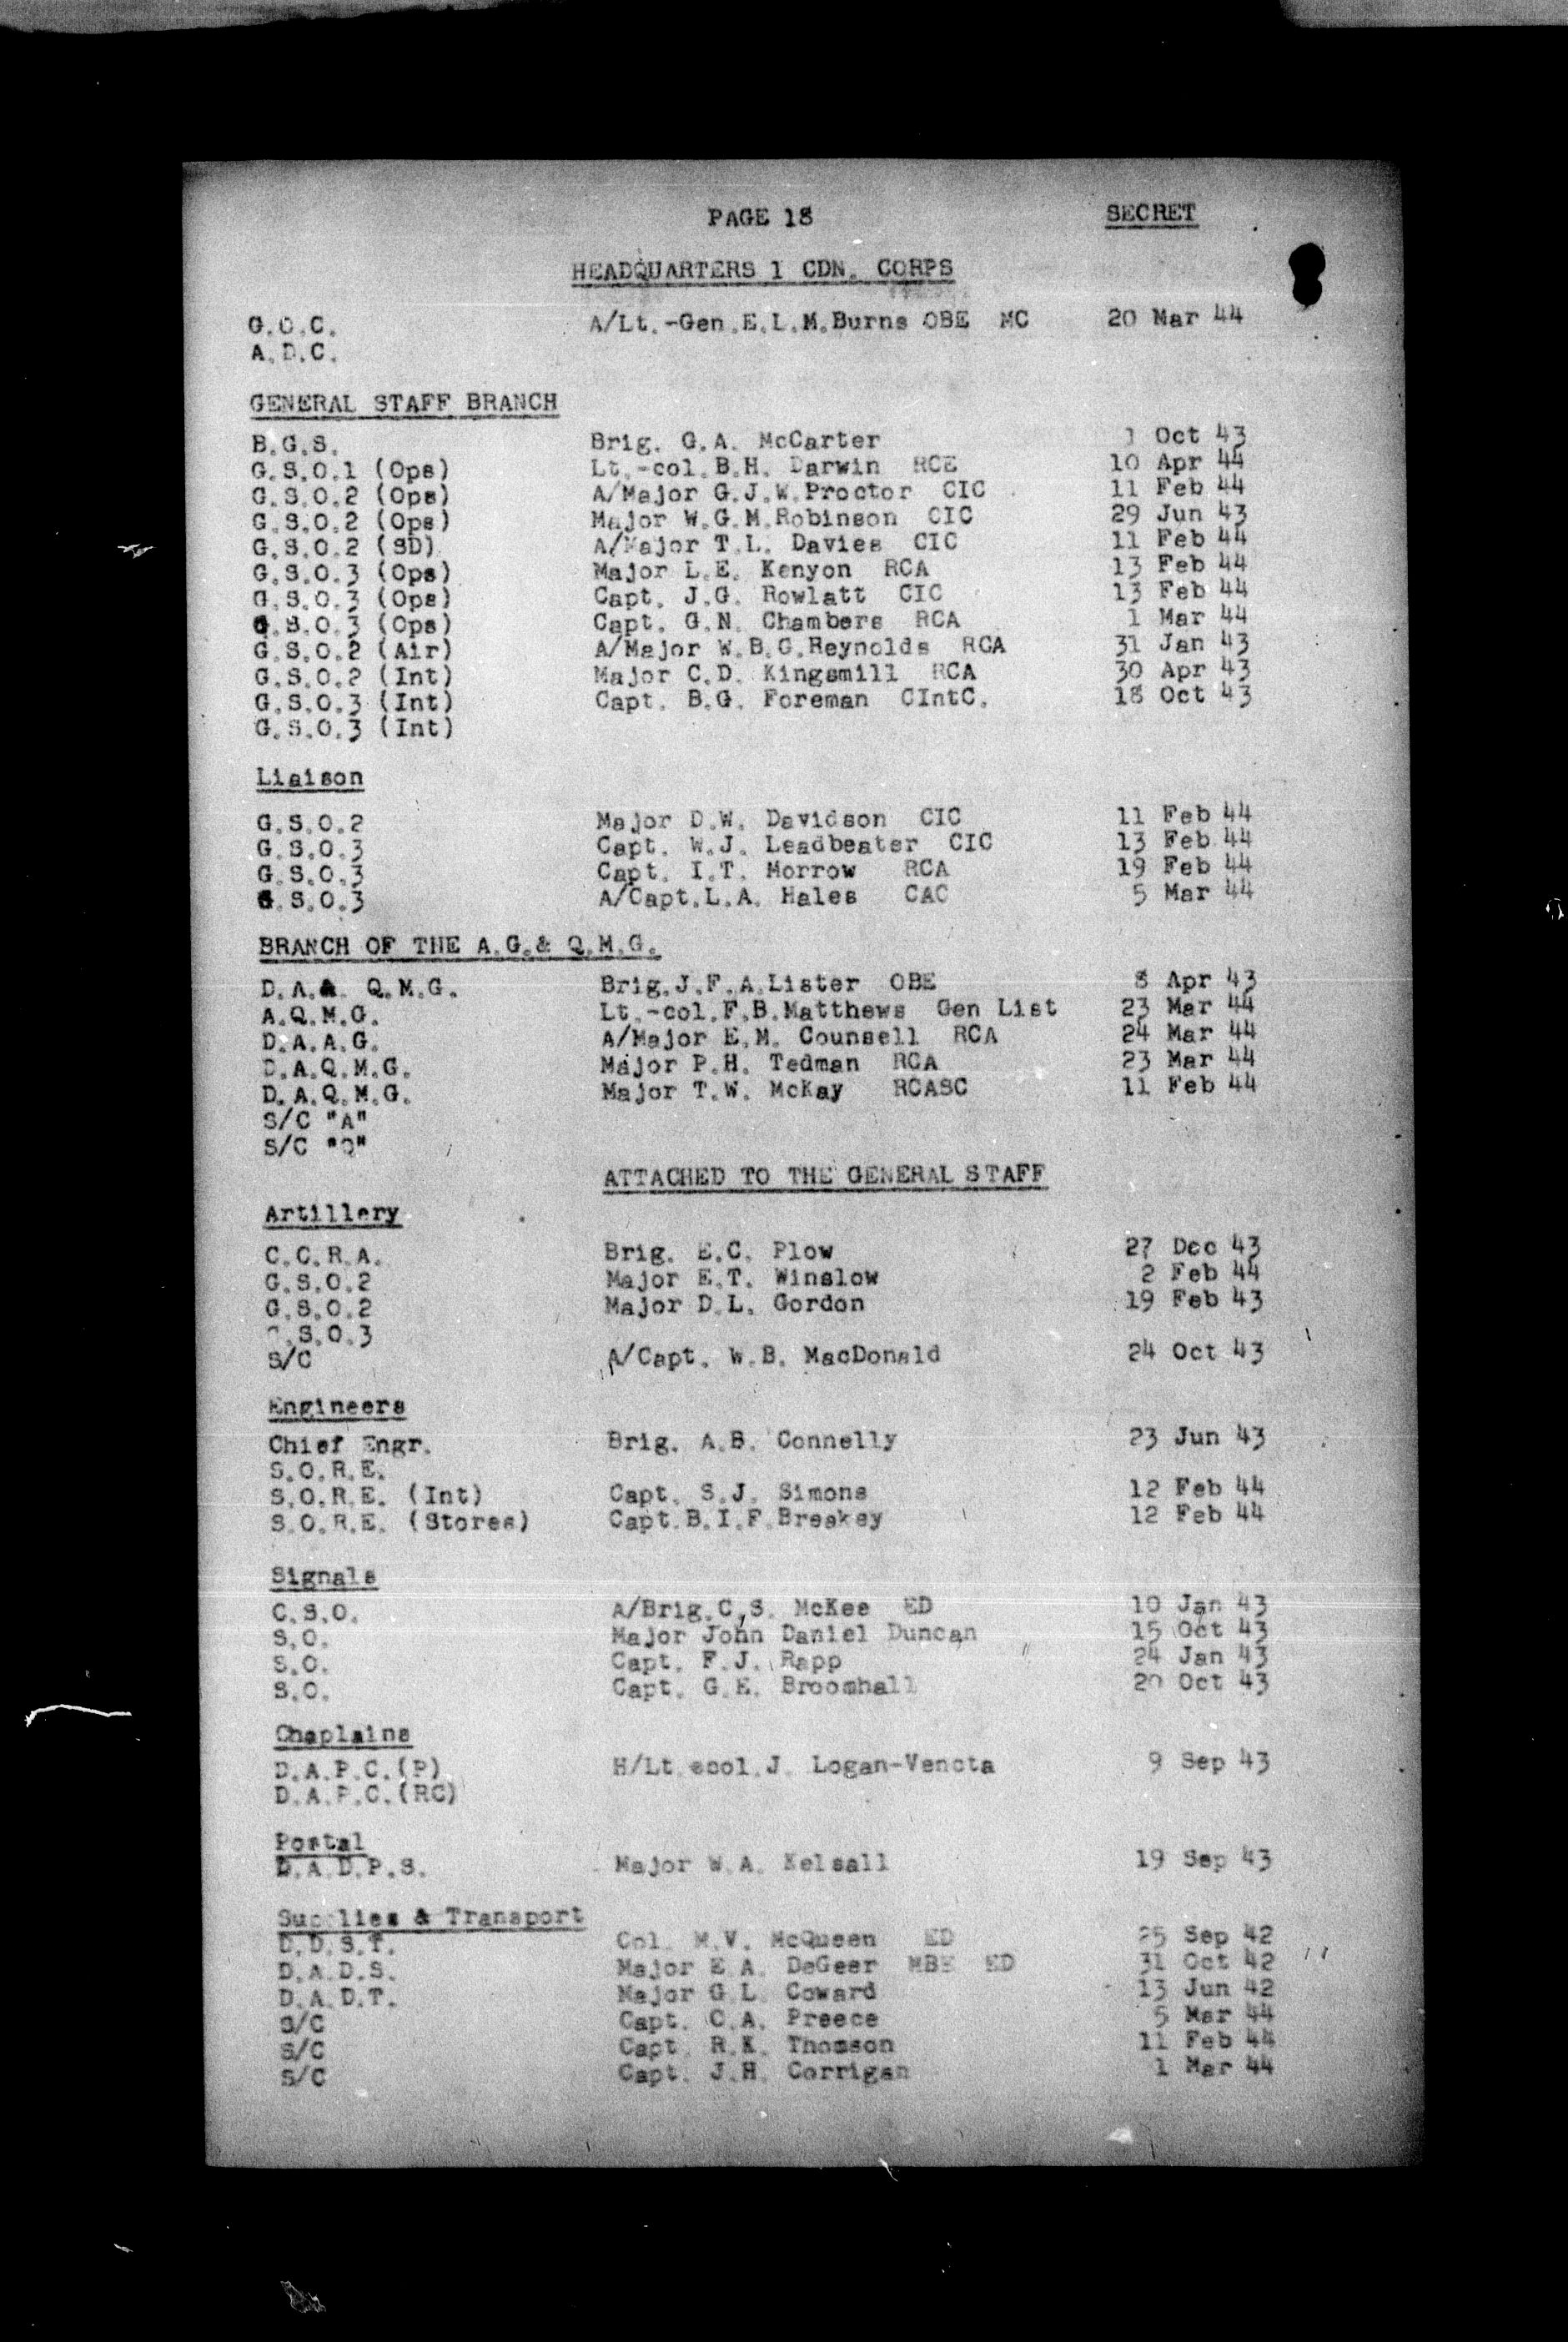 PAGE 18 SECRET
HEADQUARTERS 1 CDN. CORPS
G.O.C. A/Lt.-Gen.E.L.M.Burns OBE MC 20 Mar 44
A.D.C.
GENERAL STAFF BRANCH
B.G.S. Brig. G.A. McCarter 1 Oct 43
G.S.O.1 (Ops) Lt.-col.B.H. Darwin RCE 10 Apr 44
G.S.O.2 (Ops) A/Major G.J.W.Proctor CIC 11 Feb 44
G.S.O.2 (Ops) Major W.G.M.Robinson CIC 29 Jun 43
G.S.O.2 (SD) A/Major T.L. Davies CIC 11 Feb 44
G.S.O.3 (Ops) Major L.E. Kenyon RCA 13 Feb 44
G.S.O.3 (Ops) Capt. J.G. Rowlatt CIC 13 Feb 44
G.S.O.3 (Ops) Capt. G.N. Chambers RCA 1 Mar 44
G.S.O.2 (Air) A/Major W.B.G.Reynolds RCA 31 Jan 43
G.S.O.2 (Int) Major C.D. Kingsmill RCA 30 Apr 43
G.S.O.3 (Int) Capt. B.G. Foreman CIntC. 18 Oct 43
G.S.O.3 (Int)
Liaison
G.S.O.2 Major D.W. Davidson CIC 11 Feb 44
G.S.O.3 Capt. W.J. Leadbeater CIC 13 Feb 44
G.S.O.3 Capt. I.T. Morrow RCA 19 Feb 44
G.S.O.3 A/Capt.L.A. Hales CAC 5 Mar 44
BRANCH OF THE A.G.& Q.M.G.
D.A.& Q.M.G. Brig.J.F.A.Lister OBE 8 Apr 43
A.Q.M.G. Lt.-col.F.B.Matthews Gen List 23 Mar 44
D.A.A.G. A/Major E.M. Counsell RCA 24 Mar 44
D.A.Q.M.G. Major P.H. Tedman RCA 23 Mar 44
D.A.Q.M.G. Major T.W. McKay RCASC 11 Feb 44
S/C "A"
S/C "Q"
ATTACHED TO THE GENERAL STAFF
Artillery
C.C.R.A. Brig. E.C. Plow 27 Dec 43
G.S.O.2 Major E.T. Winslow 2 Feb 44
G.S.O.2 Major D.L. Gordon 19 Feb 43
G.S.O.3
S/C A/Capt. W.B. MacDonald 24 Oct 43
Engineers
Chief Engr. Brig. A.B. Connelly 23 Jun 43
S.O.R.E.
S.O.R.E. (Int) Capt. S.J. Simons 12 Feb 44
S.O.R.E. (Stores) Capt.B.I.F.Breakey 12 Feb 44
Signals
C.S.O. A/Brig.C.S. McKee ED 10 Jan 43
S.O. Major John Daniel Duncan 15 Oct 43
S.O. Capt. F.J. Rapp 24 Jan 43
S.O. Capt. G.E. Broomhall 20 Oct 43
Chaplains
D.A.P.C.(P) H/Lt ecol.J. Logan-Vencta 9 Sep 43
D.A.P.C.(RC)
Postal
D.A.D.P.S. Major W.A. Kelsall 19 Sep 43
Supplies & Transport
D.D.S.T. Col. M.V. McQueen ED 25 Sep 42
D.A.D.S. Major E.A. DeGeer MBE ED 31 Oct 42
D.A.D.T. Major G.L. Coward 13 Jun 42
S/C Capt. C.A. Preece 5 Mar 44
S/C Capt. R.K. Thomson 11 Feb 44
S/C Capt. J.H. Corrigan 1 Mar 44